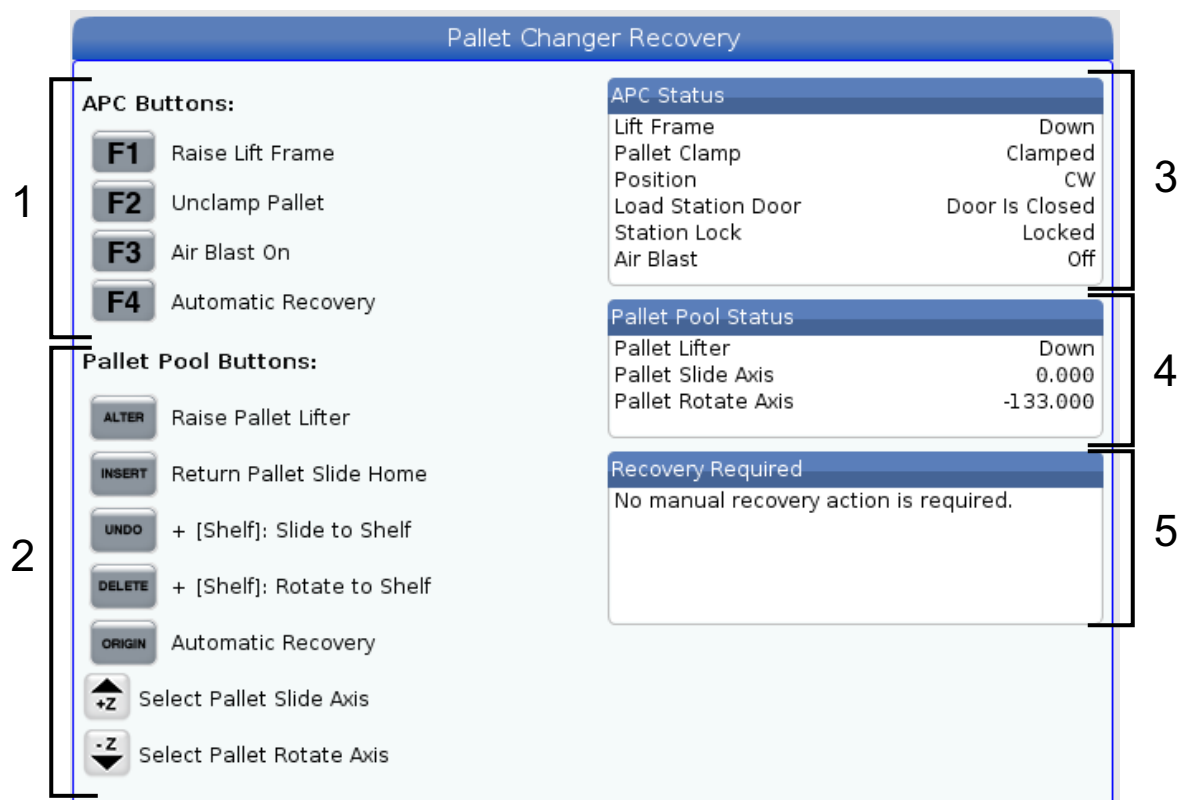 Pallet Changer Recovery
1
APC Buttons:
F1 Raise Lift Frame
F2 Unclamp Pallet
F3 Air Blast On
F4 Automatic Recovery
2
Pallet Pool Buttons:
ALTER Raise Pallet Lifter
INSERT Return Pallet Slide Home
UNDO + [Shelf]: Slide to Shelf
DELETE + [Shelf]: Rotate to Shelf
ORIGIN Automatic Recovery
+Z Select Pallet Slide Axis
-Z Select Pallet Rotate Axis
APC Status
Lift Frame Down
Pallet Clamp Clamped
Position CW
Load Station Door Door Is Closed
Station Lock Locked
Air Blast Off
3
Pallet Pool Status
Pallet Lifter Down
Pallet Slide Axis 0.000
Pallet Rotate Axis -133.000
4
Recovery Required
No manual recovery action is required.
5